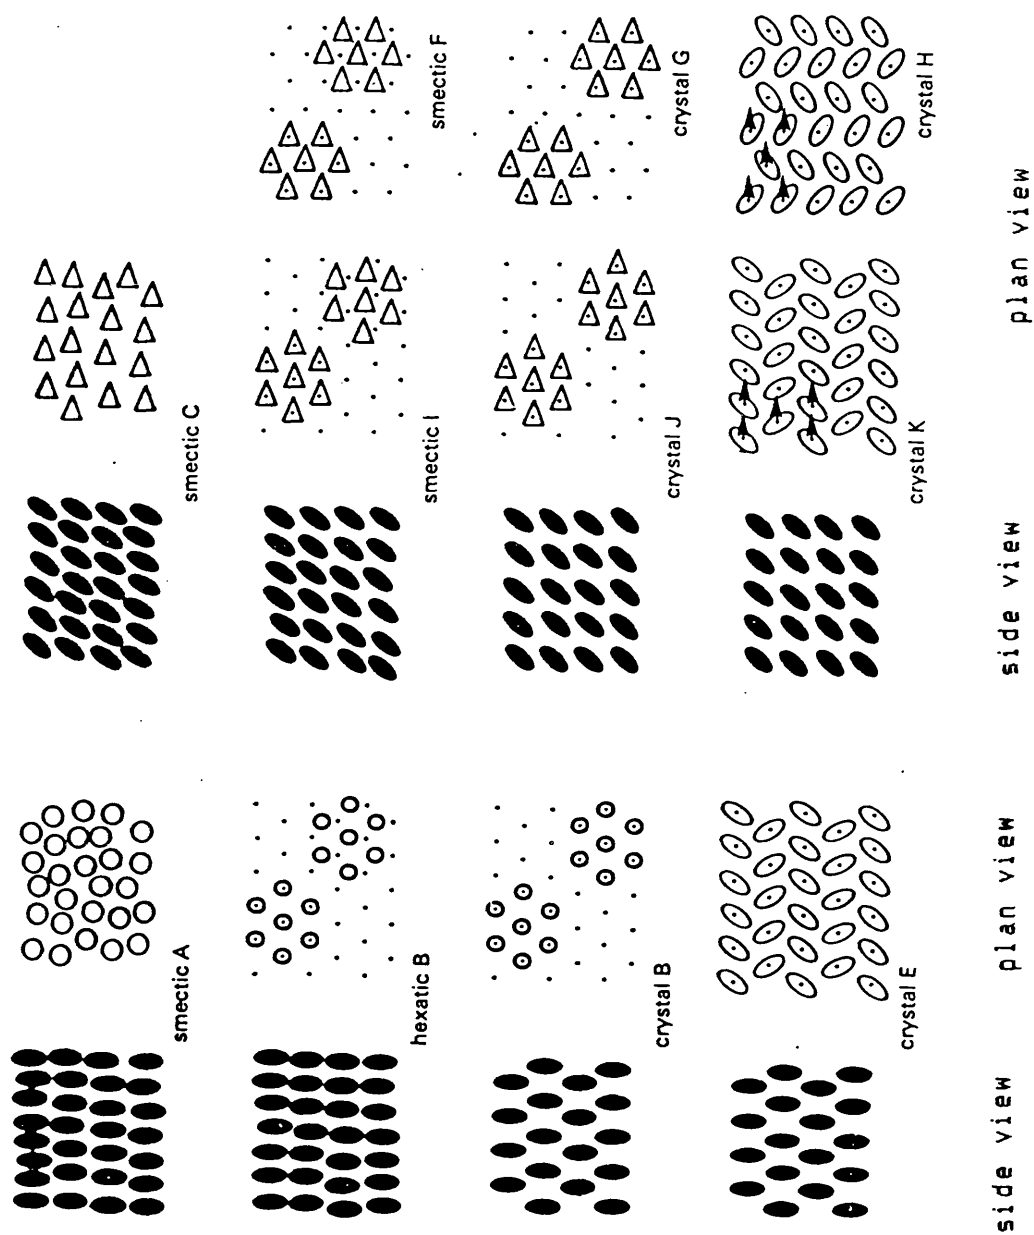 smectic A
smectic C
hexatic B
smectic I
smectic F
crystal B
crystal J
crystal G
crystal E
crystal K
crystal H
side view
plan view
side view
plan view